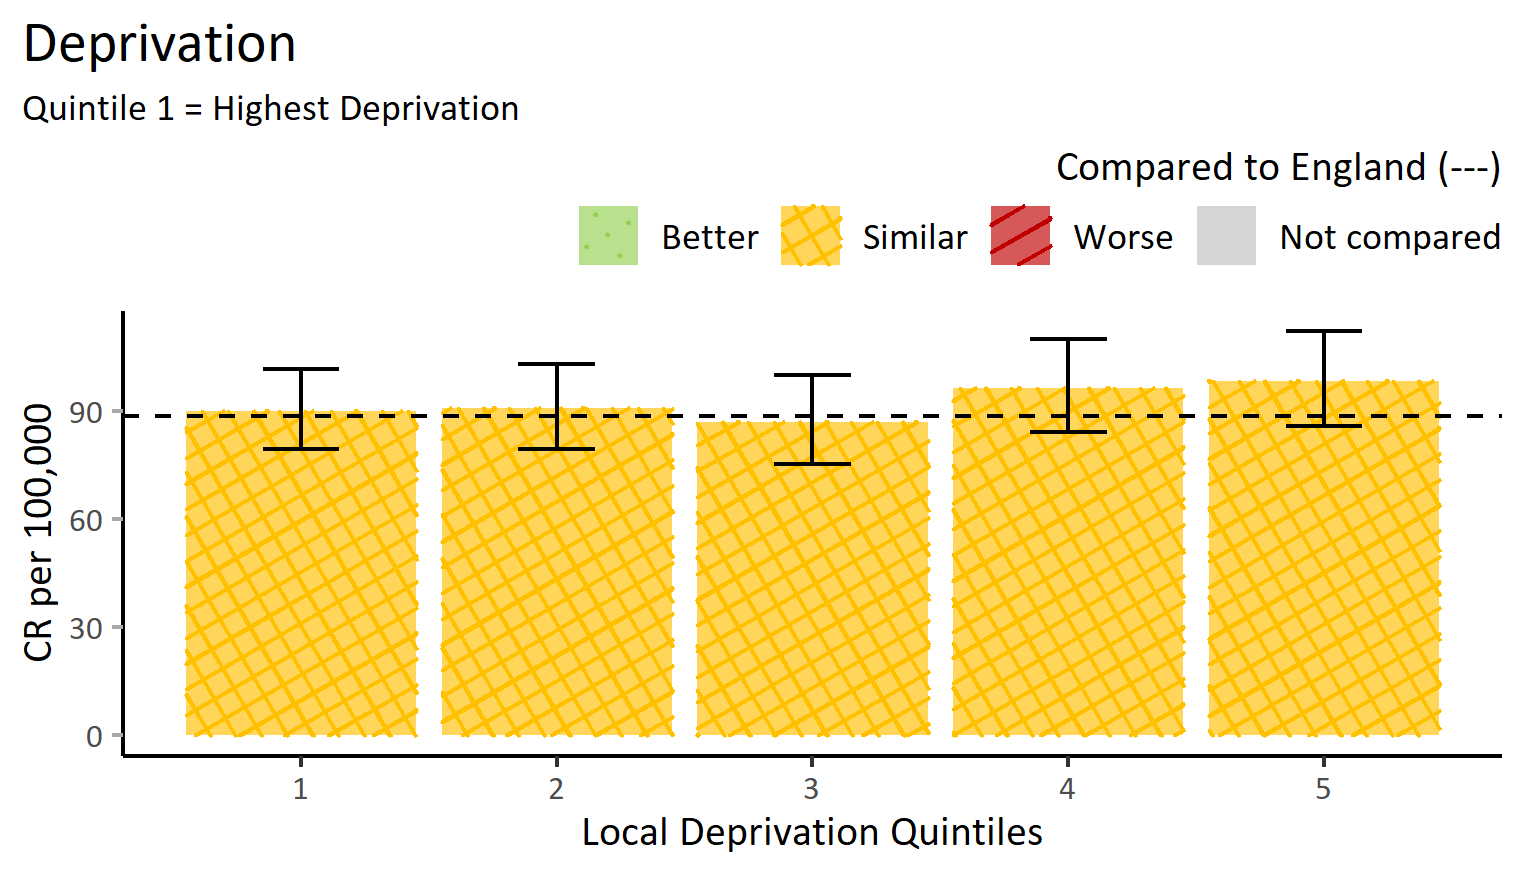 Deprivation
Quintile 1 = Highest Deprivation
Compared to England (---)
Better Similar Worse Not compared
CR per 100,000
90
60
30
0
1 2 3 4 5
Local Deprivation Quintiles